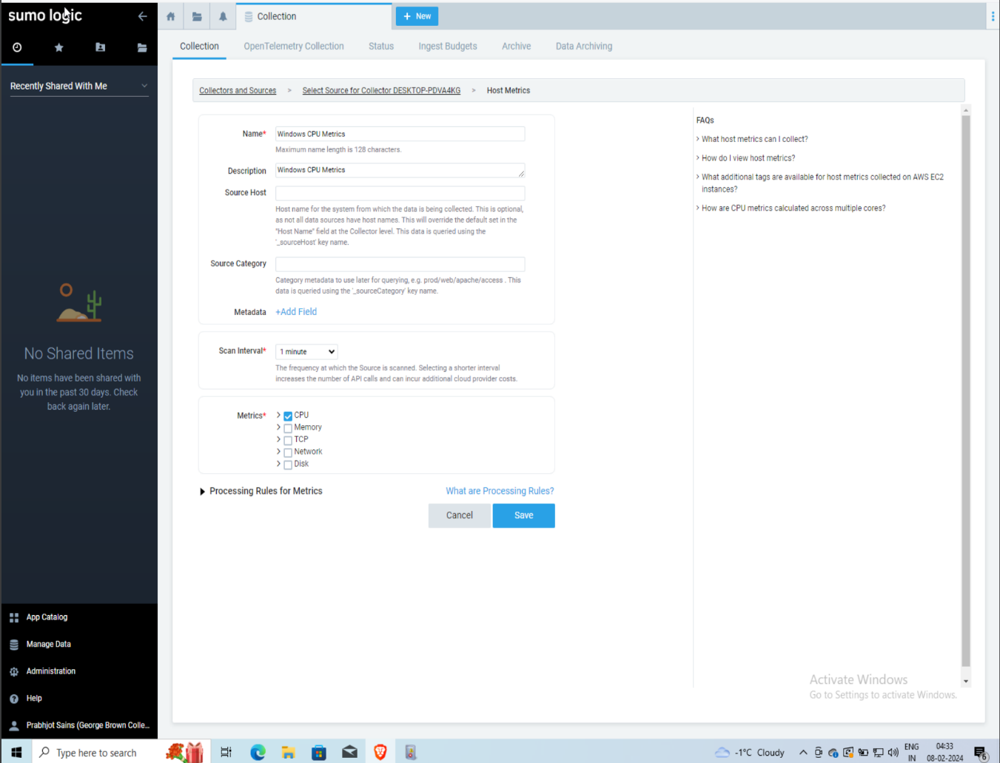 sumo logic
Collection
+ New
Collection
OpenTelemetry Collection
Status
Ingest Budgets
Archive
Data Archiving
Recently Shared With Me
Collectors and Sources > Select Source for Collector DESKTOP-PDVA4KG > Host Metrics
Name*
Windows CPU Metrics
Maximum name length is 128 characters.
Description
Windows CPU Metrics
Source Host
Host name for the system from which the data is being collected. This is optional,
as not all data sources have host names. This will override the default set in the
"Host Name" field at the Collector level. This data is queried using the
'_sourceHost' key name.
Source Category
Category metadata to use later for querying, e.g. prod/web/apache/access . This
data is queried using the '_sourceCategory' key name.
Metadata
+Add Field
Scan Interval*
1 minute
The frequency at which the Source is scanned. Selecting a shorter interval
increases the number of API calls and can incur additional cloud provider costs.
Metrics*
CPU
Memory
TCP
Network
Disk
Processing Rules for Metrics
What are Processing Rules?
Cancel
Save
FAQs
What host metrics can I collect?
How do I view host metrics?
What additional tags are available for host metrics collected on AWS EC2
instances?
How are CPU metrics calculated across multiple cores?
No Shared Items
No items have been shared with
you in the past 30 days. Check
back again later.
App Catalog
Manage Data
Administration
Help
Prabhjot Sains (George Brown Colle...
Activate Windows
Go to Settings to activate Windows.
Type here to search
-1°C Cloudy
ENG
IN
04:33
08-02-2024
6